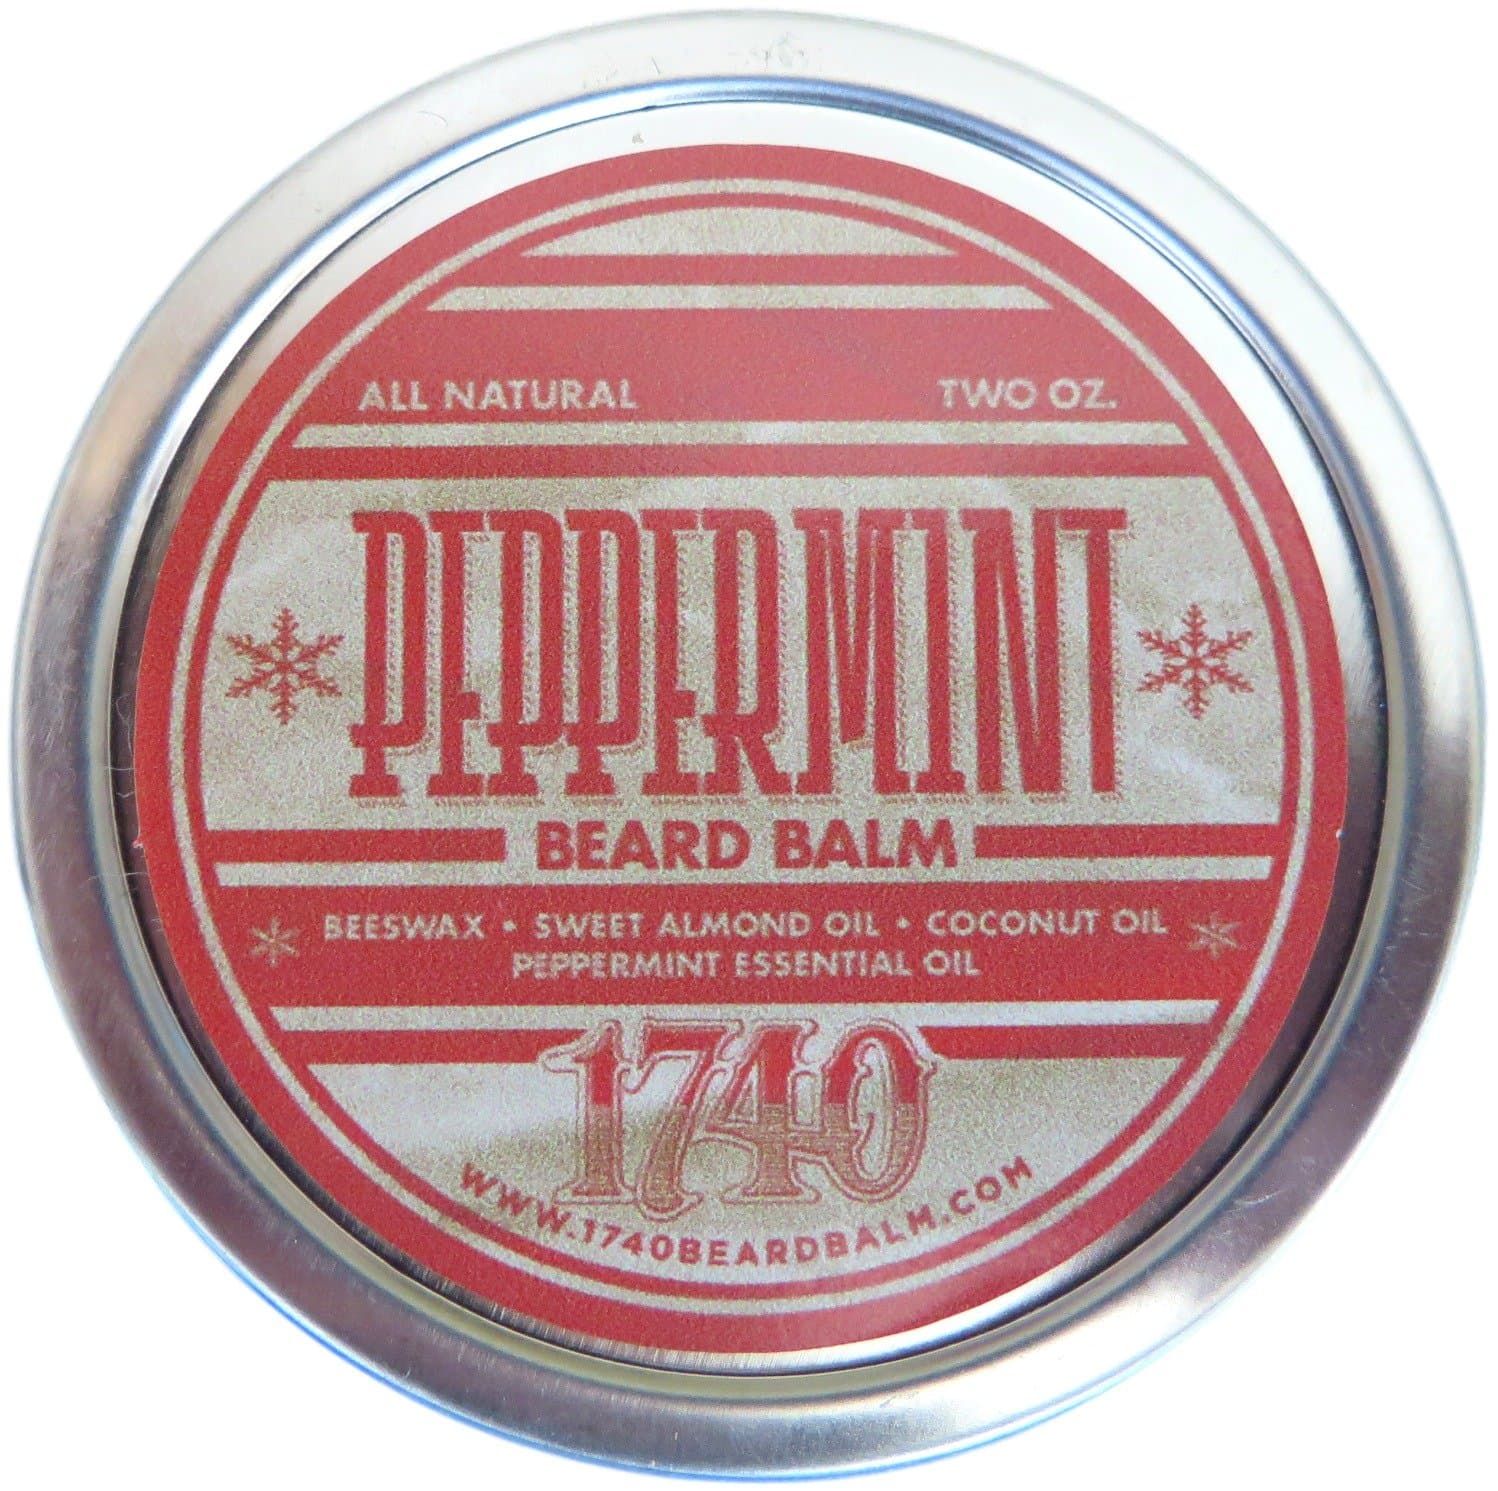 ALL NATURAL TWO OZ.
PEPPERMINT
BEARD BALM
BEESWAX • SWEET ALMOND OIL • COCONUT OIL
PEPPERMINT ESSENTIAL OIL
1740
WWW.1740BEARDBALM.COM